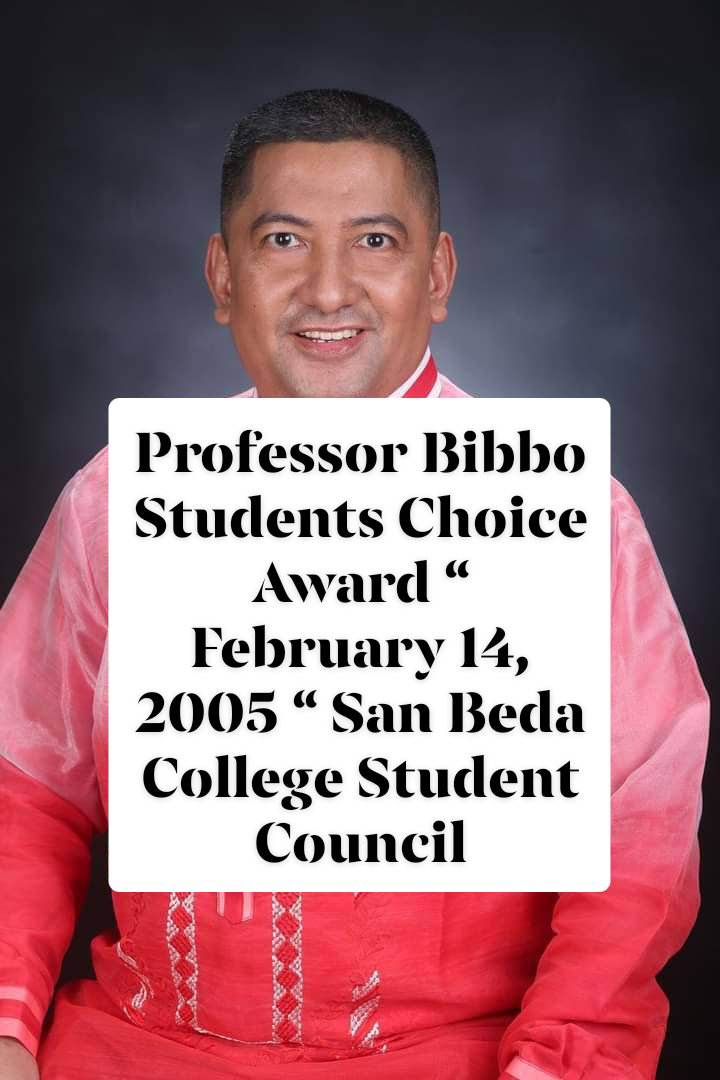 Professor Bibbo
Students Choice
Award “
February 14,
2005 “ San Beda
College Student
Council